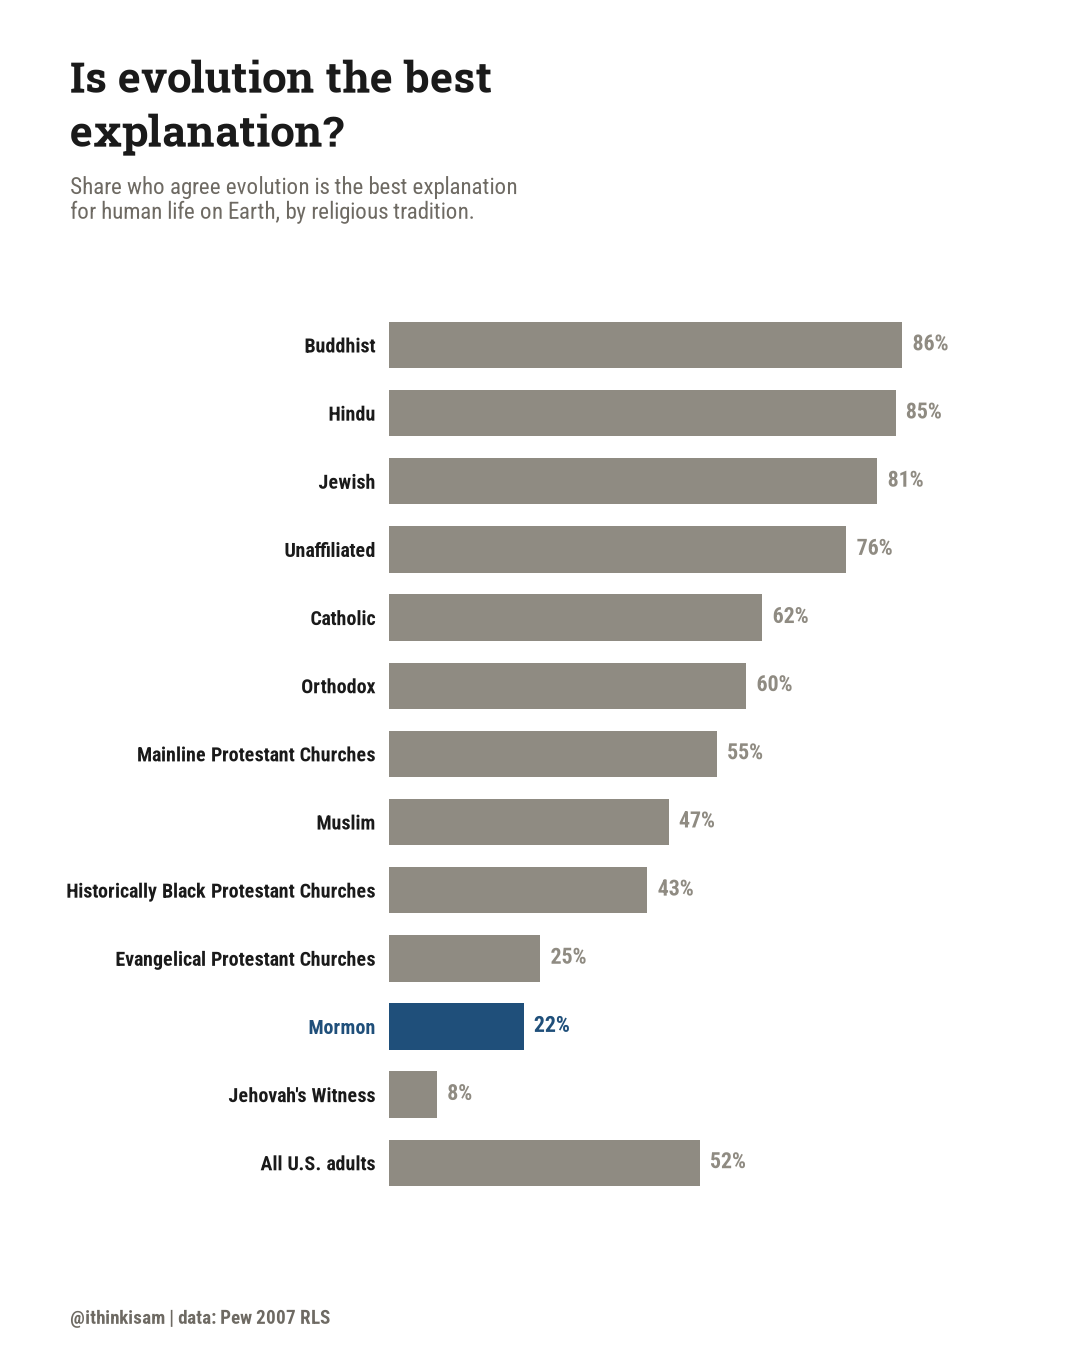 Is evolution the best
explanation?
Share who agree evolution is the best explanation
for human life on Earth, by religious tradition.
Buddhist 86%
Hindu 85%
Jewish 81%
Unaffiliated 76%
Catholic 62%
Orthodox 60%
Mainline Protestant Churches 55%
Muslim 47%
Historically Black Protestant Churches 43%
Evangelical Protestant Churches 25%
Mormon 22%
Jehovah's Witness 8%
All U.S. adults 52%
@ithinkisam | data: Pew 2007 RLS